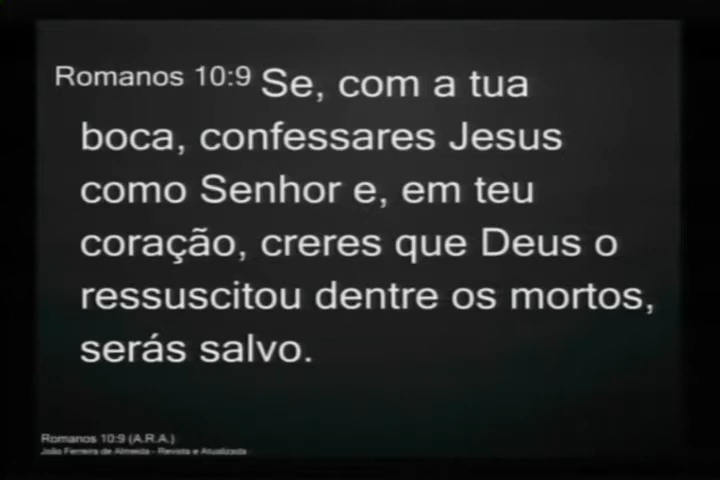 Romanos 10:9 Se, com a tua
boca, confessares Jesus
como Senhor e, em teu
coração, creres que Deus o
ressuscitou dentre os mortos,
serás salvo.
Romanos 10:9 (A.R.A.)
João Ferreira de Almeida - Revista e Atualizada